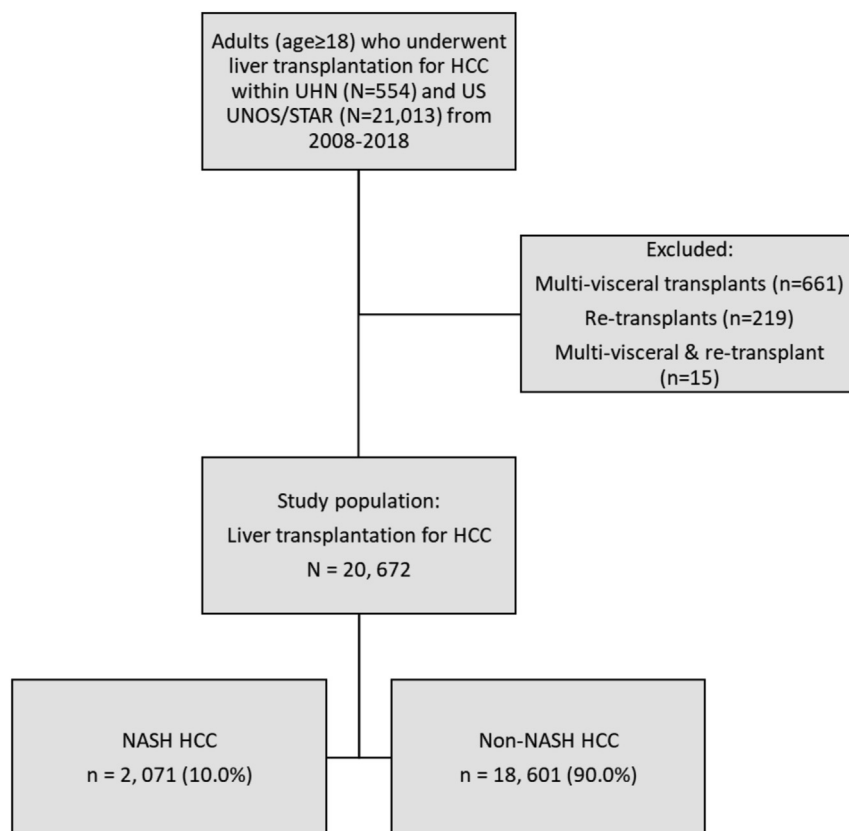 Adults (age≥18) who underwent
liver transplantation for HCC
within UHN (N=554) and US
UNOS/STAR (N=21,013) from
2008-2018
Excluded:
Multi-visceral transplants (n=661)
Re-transplants (n=219)
Multi-visceral & re-transplant
(n=15)
Study population:
Liver transplantation for HCC
N = 20, 672
NASH HCC
n = 2, 071 (10.0%)
Non-NASH HCC
n = 18, 601 (90.0%)